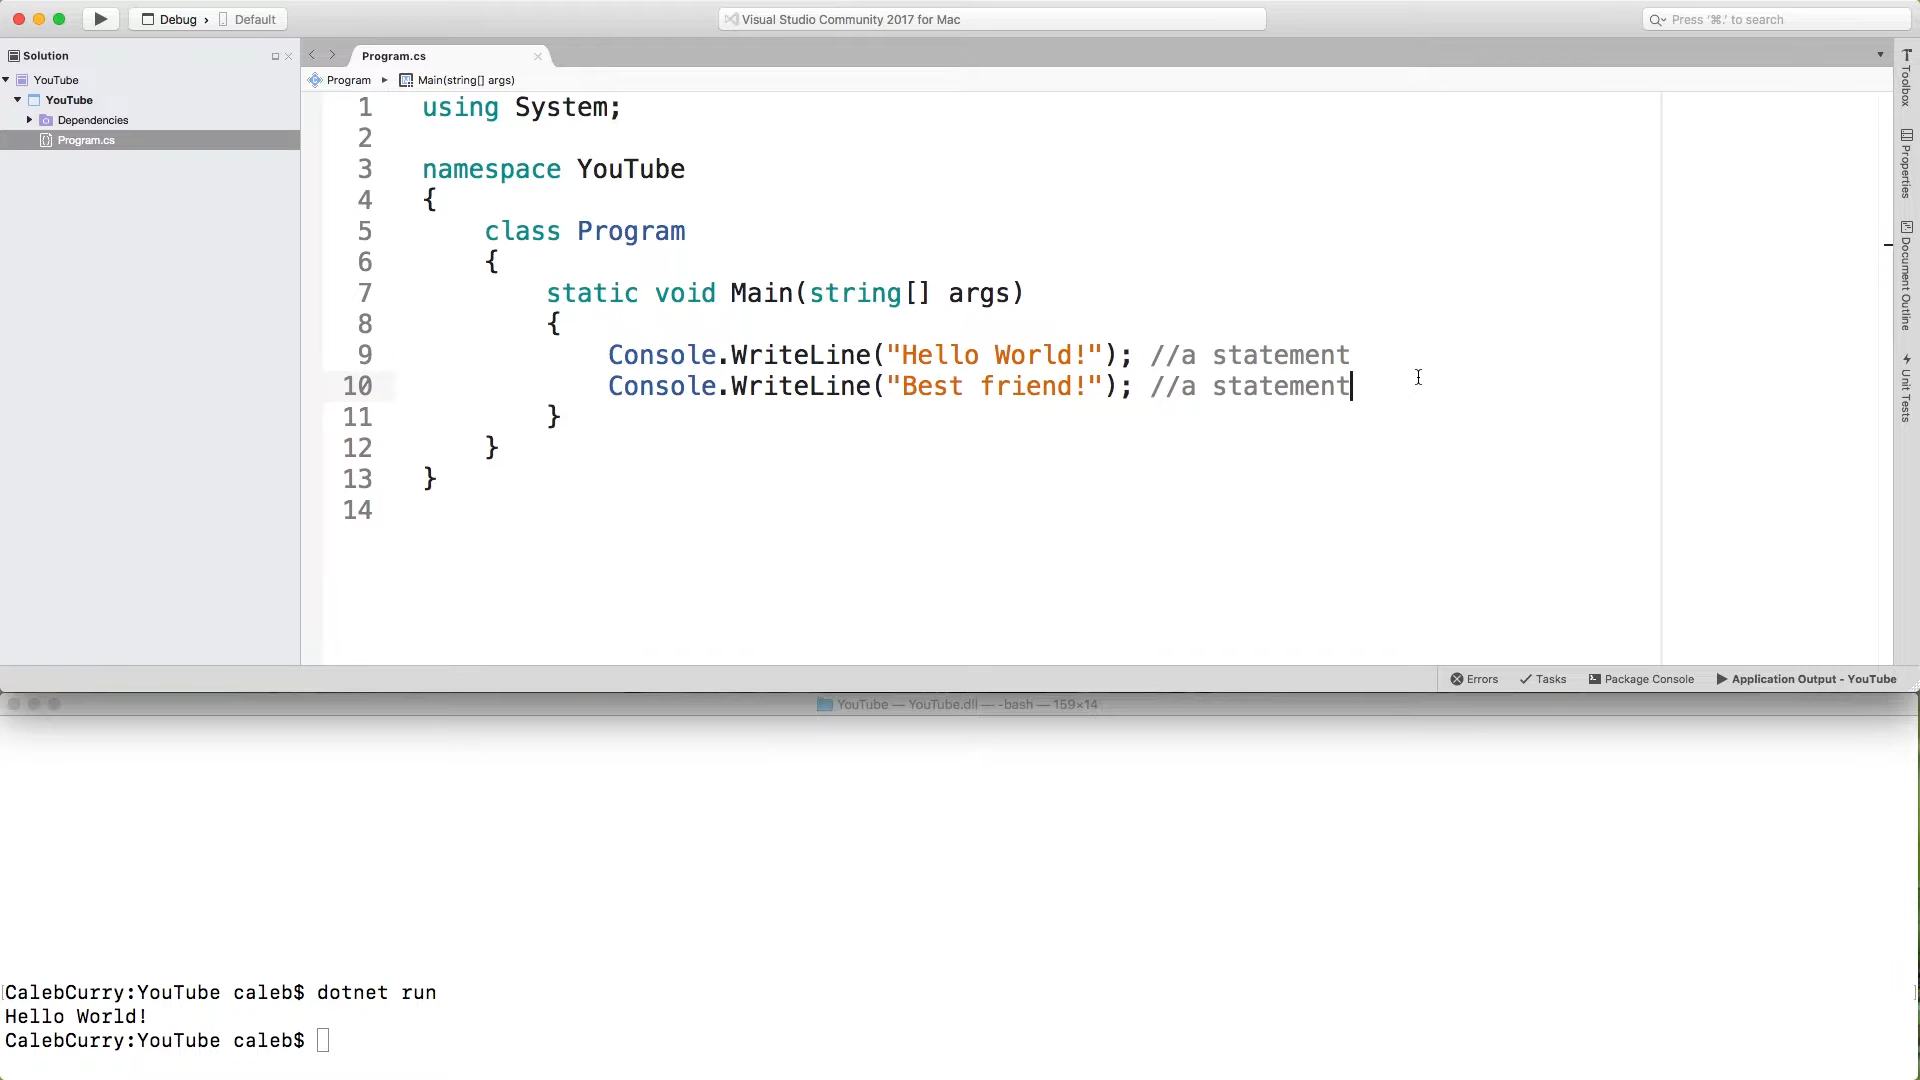 Debug › Default
Visual Studio Community 2017 for Mac
Press '⌘.' to search
Solution
YouTube
YouTube
Dependencies
Program.cs
Program.cs
Program ▸ Main(string[] args)
1 using System;
2
3 namespace YouTube
4 {
5 class Program
6 {
7 static void Main(string[] args)
8 {
9 Console.WriteLine("Hello World!"); //a statement
10 Console.WriteLine("Best friend!"); //a statement
11 }
12 }
13 }
14
Toolbox
Properties
Document Outline
Unit Tests
Errors Tasks Package Console Application Output - YouTube
YouTube — YouTube.dll — -bash — 159×14
CalebCurry:YouTube caleb$ dotnet run
Hello World!
CalebCurry:YouTube caleb$